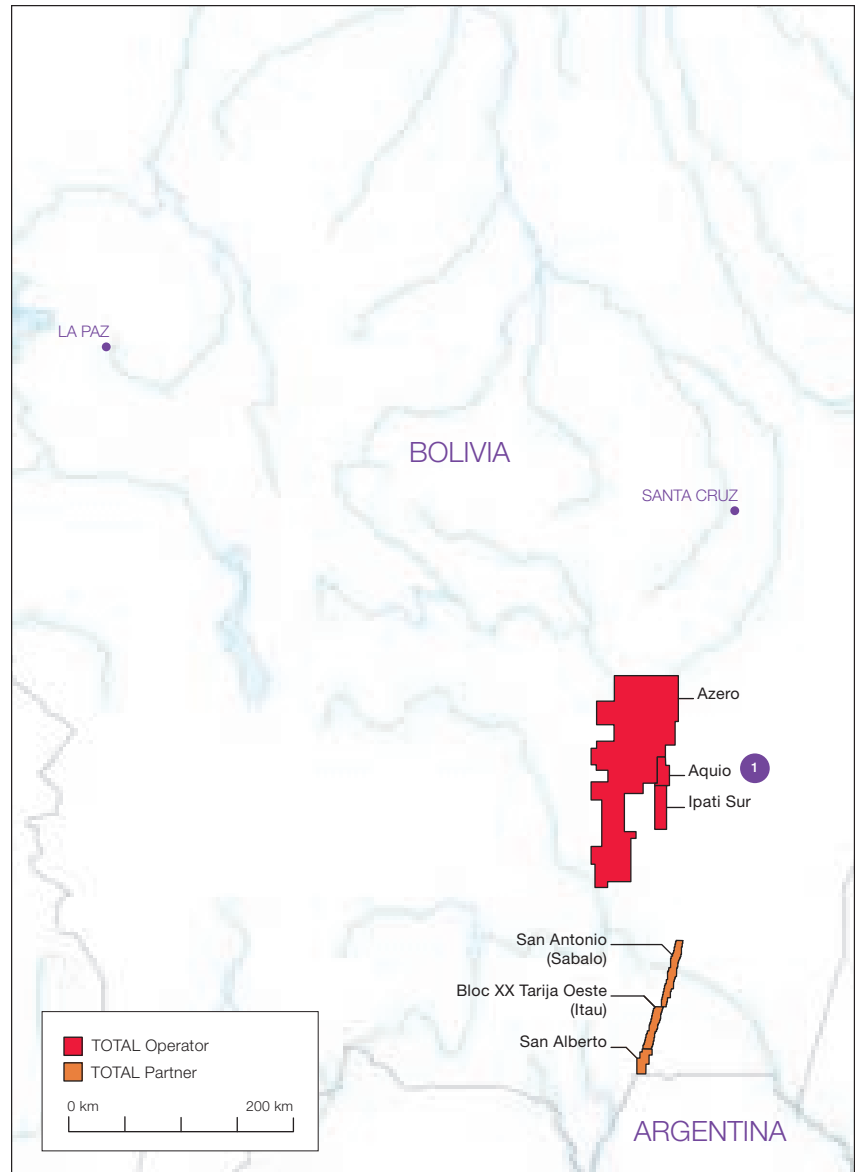 LA PAZ
BOLIVIA
SANTA CRUZ
Azero
Aquio 1
Ipati Sur
San Antonio
(Sabalo)
Bloc XX Tarija Oeste
(Itau)
San Alberto
TOTAL Operator
TOTAL Partner
0 km 200 km
ARGENTINA